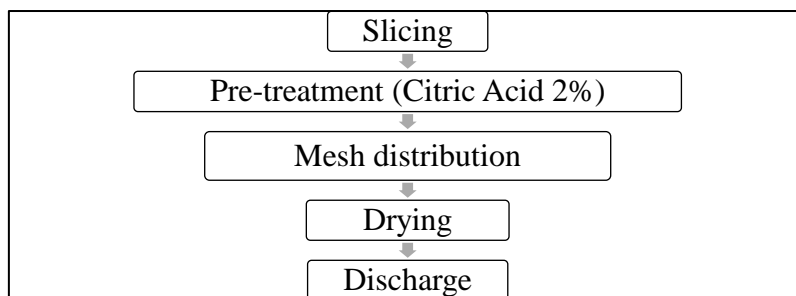 Slicing
Pre-treatment (Citric Acid 2%)
Mesh distribution
Drying
Discharge